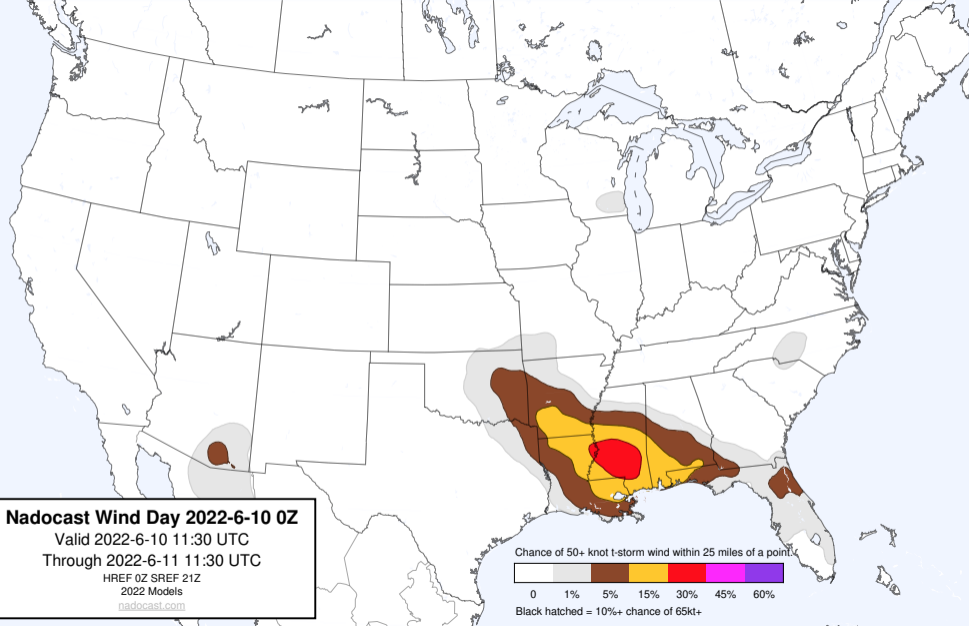 Nadocast Wind Day 2022-6-10 0Z
Valid 2022-6-10 11:30 UTC
Through 2022-6-11 11:30 UTC
HREF 0Z SREF 21Z
2022 Models
nadocast.com
Chance of 50+ knot t-storm wind within 25 miles of a point.
0 1% 5% 15% 30% 45% 60%
Black hatched = 10%+ chance of 65kt+